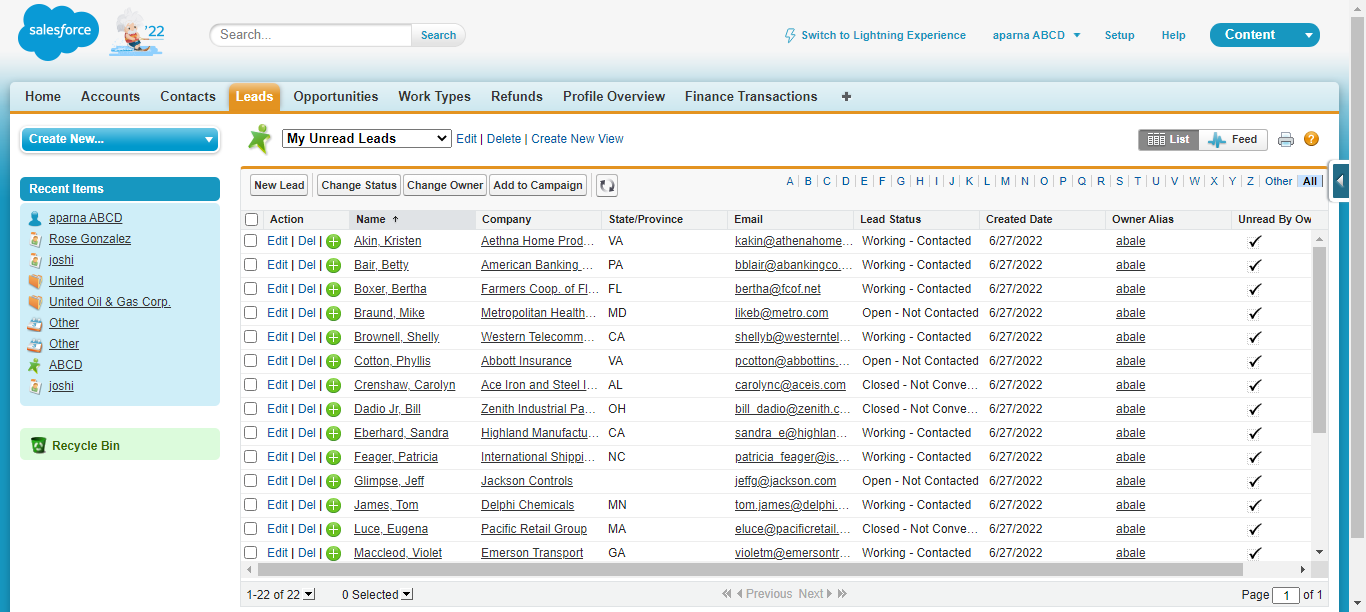 salesforce
'22
Search...
Search
Switch to Lightning Experience
aparna ABCD
Setup
Help
Content
Home
Accounts
Contacts
Leads
Opportunities
Work Types
Refunds
Profile Overview
Finance Transactions
+
Create New...
My Unread Leads
Edit | Delete | Create New View
List
Feed
?
Recent Items
aparna ABCD
Rose Gonzalez
joshi
United
United Oil & Gas Corp.
Other
Other
ABCD
joshi
Recycle Bin
New Lead
Change Status
Change Owner
Add to Campaign
A | B | C | D | E | F | G | H | I | J | K | L | M | N | O | P | Q | R | S | T | U | V | W | X | Y | Z | Other | All |
Action Name Company State/Province Email Lead Status Created Date Owner Alias Unread By Ow
Edit | Del | Akin, Kristen Aethna Home Prod... VA kakin@athenahome... Working - Contacted 6/27/2022 abale
Edit | Del | Bair, Betty American Banking ... PA bblair@abankingco.... Working - Contacted 6/27/2022 abale
Edit | Del | Boxer, Bertha Farmers Coop. of Fl... FL bertha@fcof.net Working - Contacted 6/27/2022 abale
Edit | Del | Braund, Mike Metropolitan Health... MD likeb@metro.com Open - Not Contacted 6/27/2022 abale
Edit | Del | Brownell, Shelly Western Telecomm... CA shellyb@westerntel... Working - Contacted 6/27/2022 abale
Edit | Del | Cotton, Phyllis Abbott Insurance VA pcotton@abbottins... Open - Not Contacted 6/27/2022 abale
Edit | Del | Crenshaw, Carolyn Ace Iron and Steel I... AL carolync@aceis.com Closed - Not Conve... 6/27/2022 abale
Edit | Del | Dadio Jr, Bill Zenith Industrial Pa... OH bill_dadio@zenith.c... Closed - Not Conve... 6/27/2022 abale
Edit | Del | Eberhard, Sandra Highland Manufactu... CA sandra_e@highlan... Working - Contacted 6/27/2022 abale
Edit | Del | Feager, Patricia International Shippi... NC patricia_feager@is... Working - Contacted 6/27/2022 abale
Edit | Del | Glimpse, Jeff Jackson Controls jeffg@jackson.com Open - Not Contacted 6/27/2022 abale
Edit | Del | James, Tom Delphi Chemicals MN tom.james@delphi.... Working - Contacted 6/27/2022 abale
Edit | Del | Luce, Eugena Pacific Retail Group MA eluce@pacificretail... Closed - Not Conve... 6/27/2022 abale
Edit | Del | Maccleod, Violet Emerson Transport GA violetm@emersontr... Working - Contacted 6/27/2022 abale
1-22 of 22
0 Selected
Previous Next
Page 1 of 1